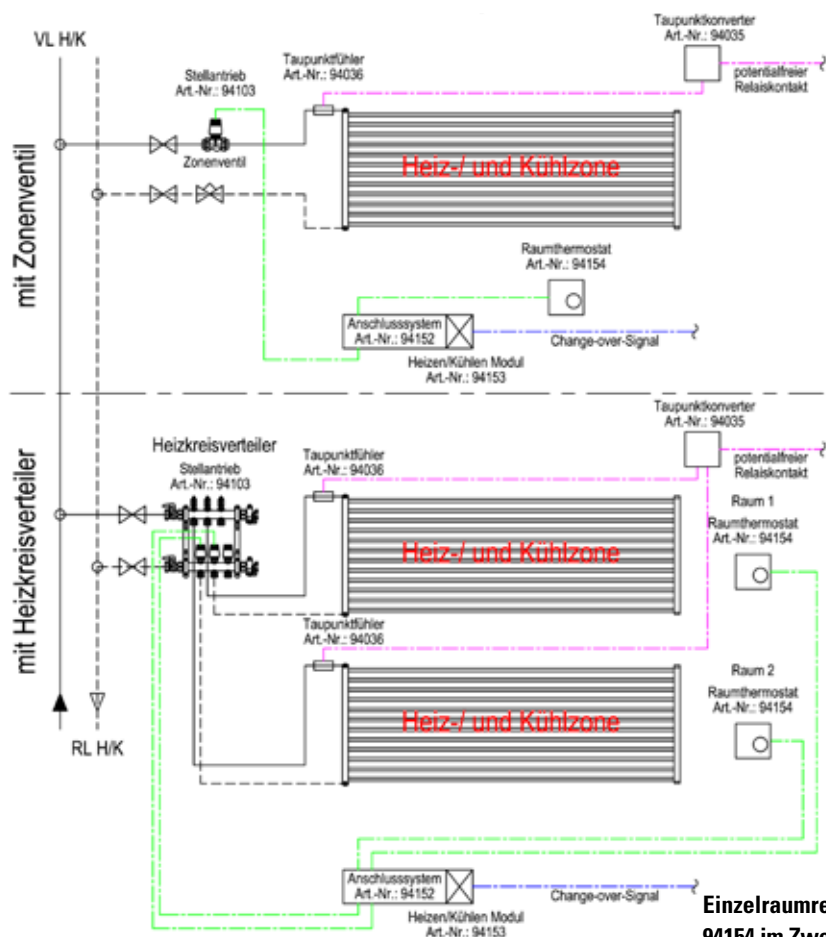 VL H/K
Taupunktkonverter
Art.-Nr.: 94035
Taupunktfühler
Art.-Nr.: 94036
Stellantrieb
Art.-Nr.: 94103
potentialfreier
Relaiskontakt
Zonenventil
Heiz-/ und Kühlzone
mit Zonenventil
Raumthermostat
Art.-Nr.: 94154
Anschlusssystem
Art.-Nr.: 94152
Change-over-Signal
Heizen/Kühlen Modul
Art.-Nr.: 94153
Taupunktkonverter
Art.-Nr.: 94035
Heizkreisverteiler
Stellantrieb
Art.-Nr.: 94103
Taupunktfühler
Art.-Nr.: 94036
potentialfreier
Relaiskontakt
mit Heizkreisverteiler
Heiz-/ und Kühlzone
Raum 1
Raumthermostat
Art.-Nr.: 94154
Taupunktfühler
Art.-Nr.: 94036
Raum 2
Raumthermostat
Art.-Nr.: 94154
Heiz-/ und Kühlzone
RL H/K
Anschlusssystem
Art.-Nr.: 94152
Change-over-Signal
Heizen/Kühlen Modul
Art.-Nr.: 94153
Einzelraumre
94154 im Zwe